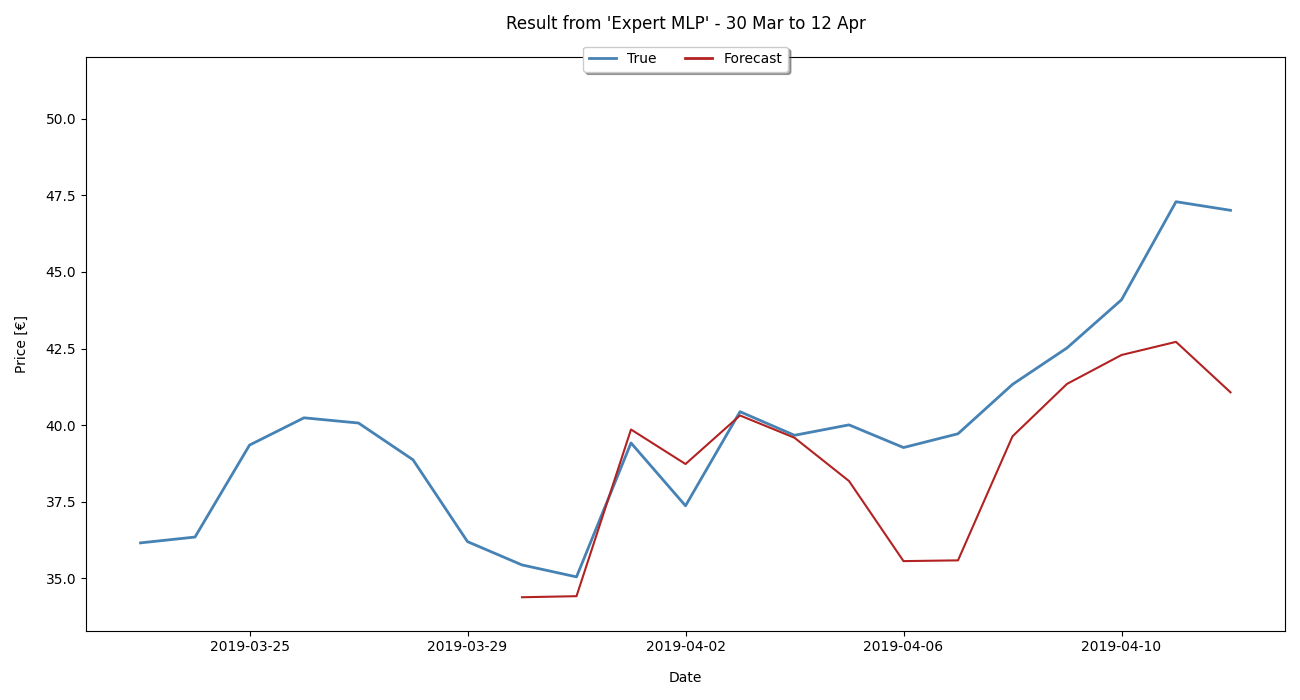 Result from 'Expert MLP' - 30 Mar to 12 Apr
True Forecast
50.0
47.5
45.0
42.5
40.0
37.5
35.0
Price [€]
2019-03-25 2019-03-29 2019-04-02 2019-04-06 2019-04-10
Date